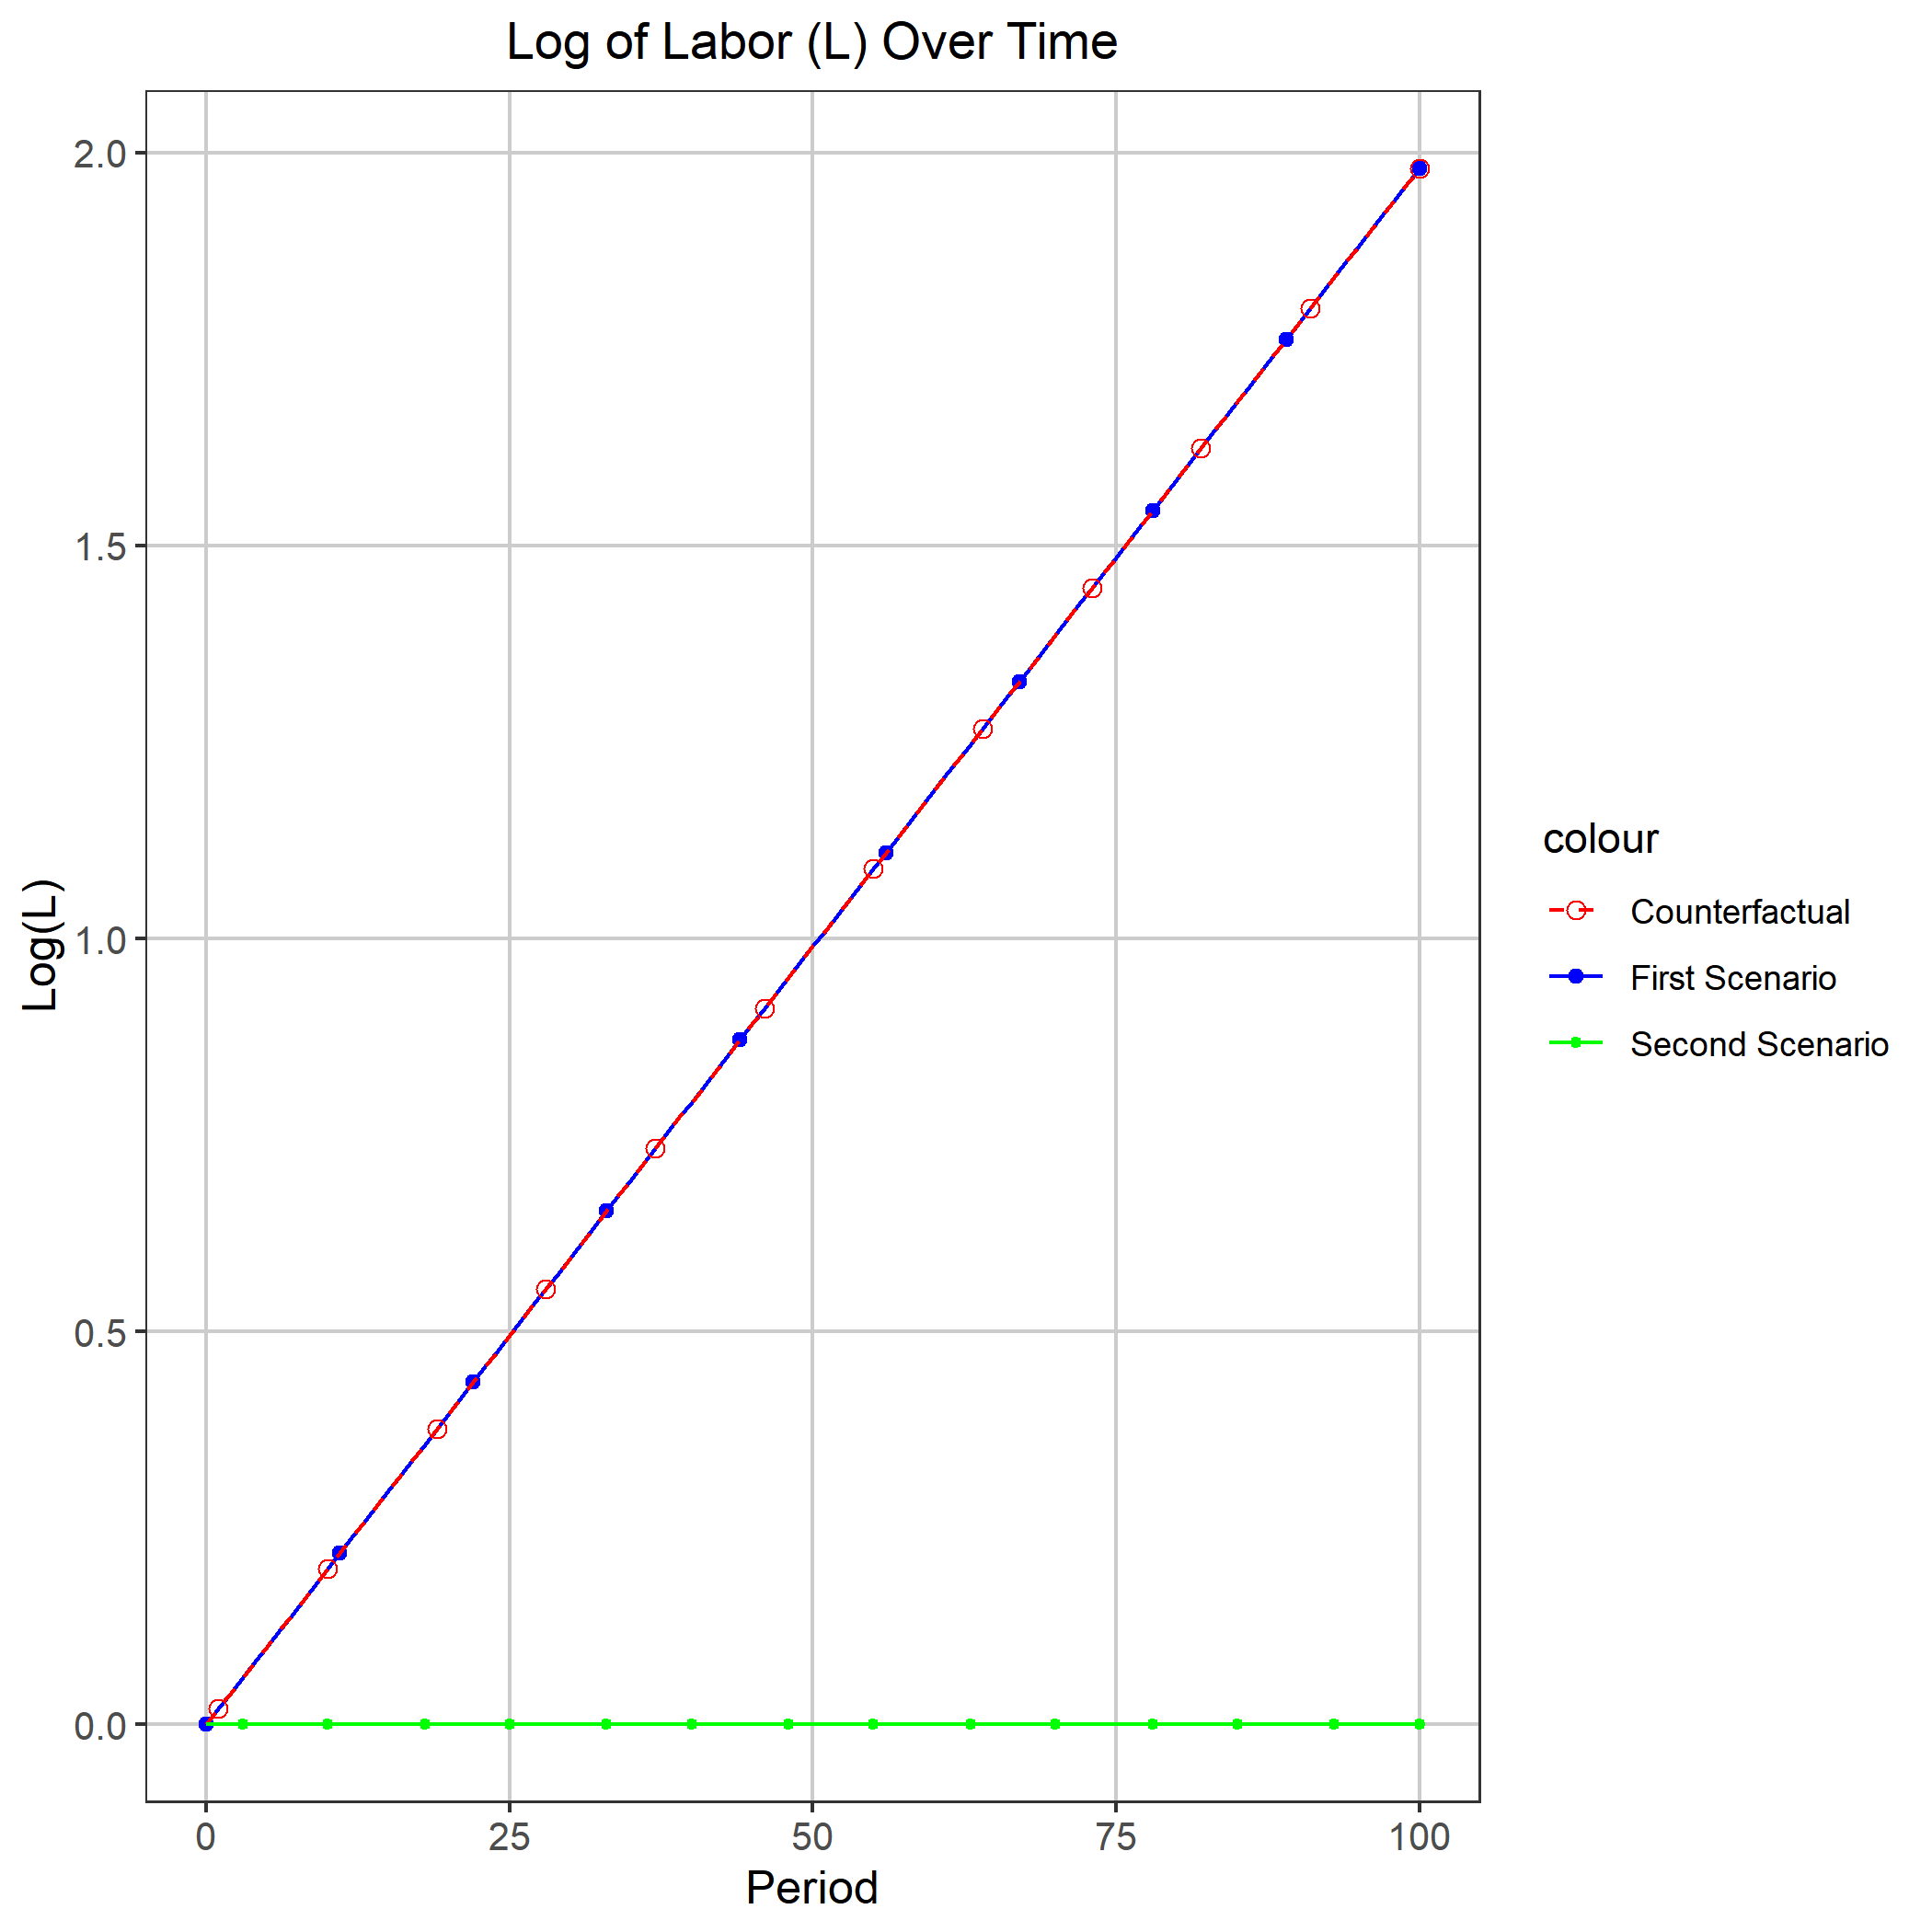 Log of Labor (L) Over Time
2.0
1.5
1.0
0.5
0.0
Log(L)
0 25 50 75 100
Period
colour
Counterfactual
First Scenario
Second Scenario